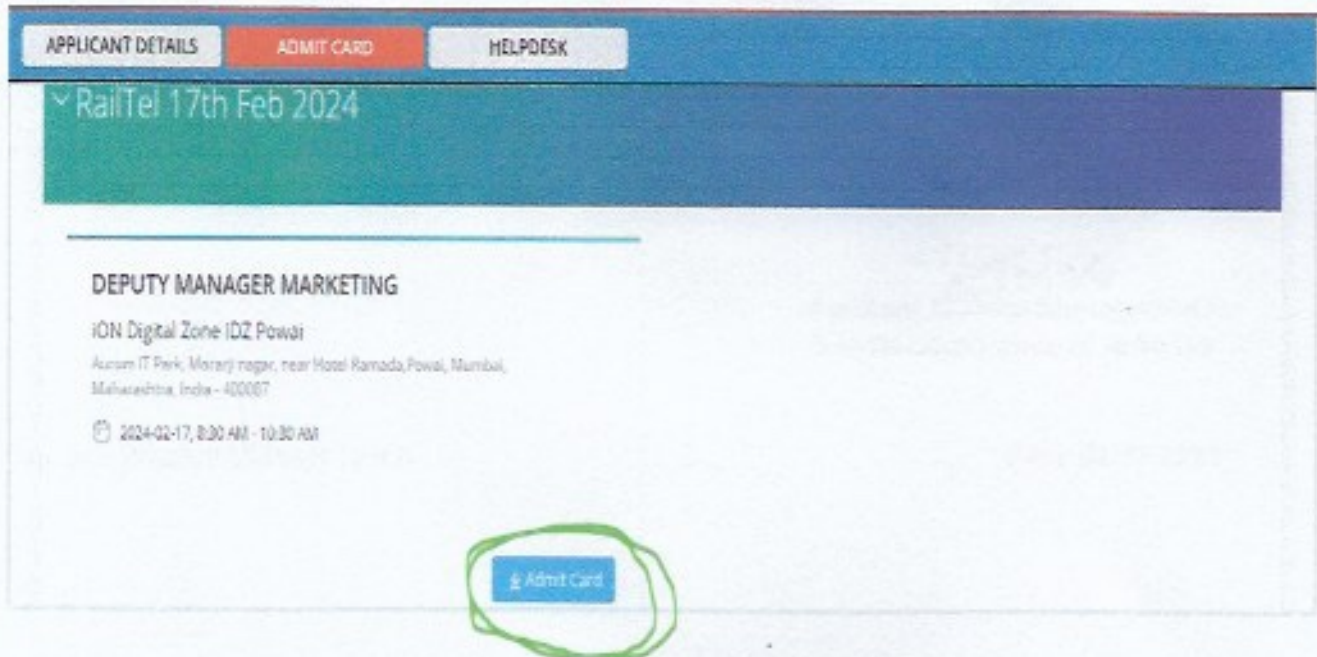 APPLICANT DETAILS
ADMIT CARD
HELPDESK
RailTel 17th Feb 2024
DEPUTY MANAGER MARKETING
iON Digital Zone IDZ Powai
Aurum IT Park, Morarji nagar, near Hotel Ramada,Powai, Mumbai,
Maharashtra, India - 400087
2024-02-17, 8:30 AM - 10:30 AM
Admit Card